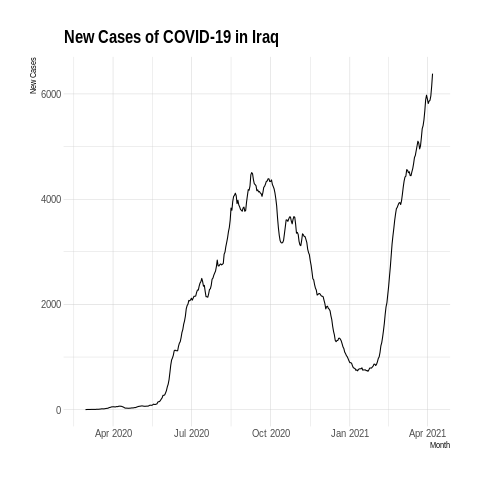 New Cases of COVID-19 in Iraq
New Cases
6000
4000
2000
0
Apr 2020 Jul 2020 Oct 2020 Jan 2021 Apr 2021
Month